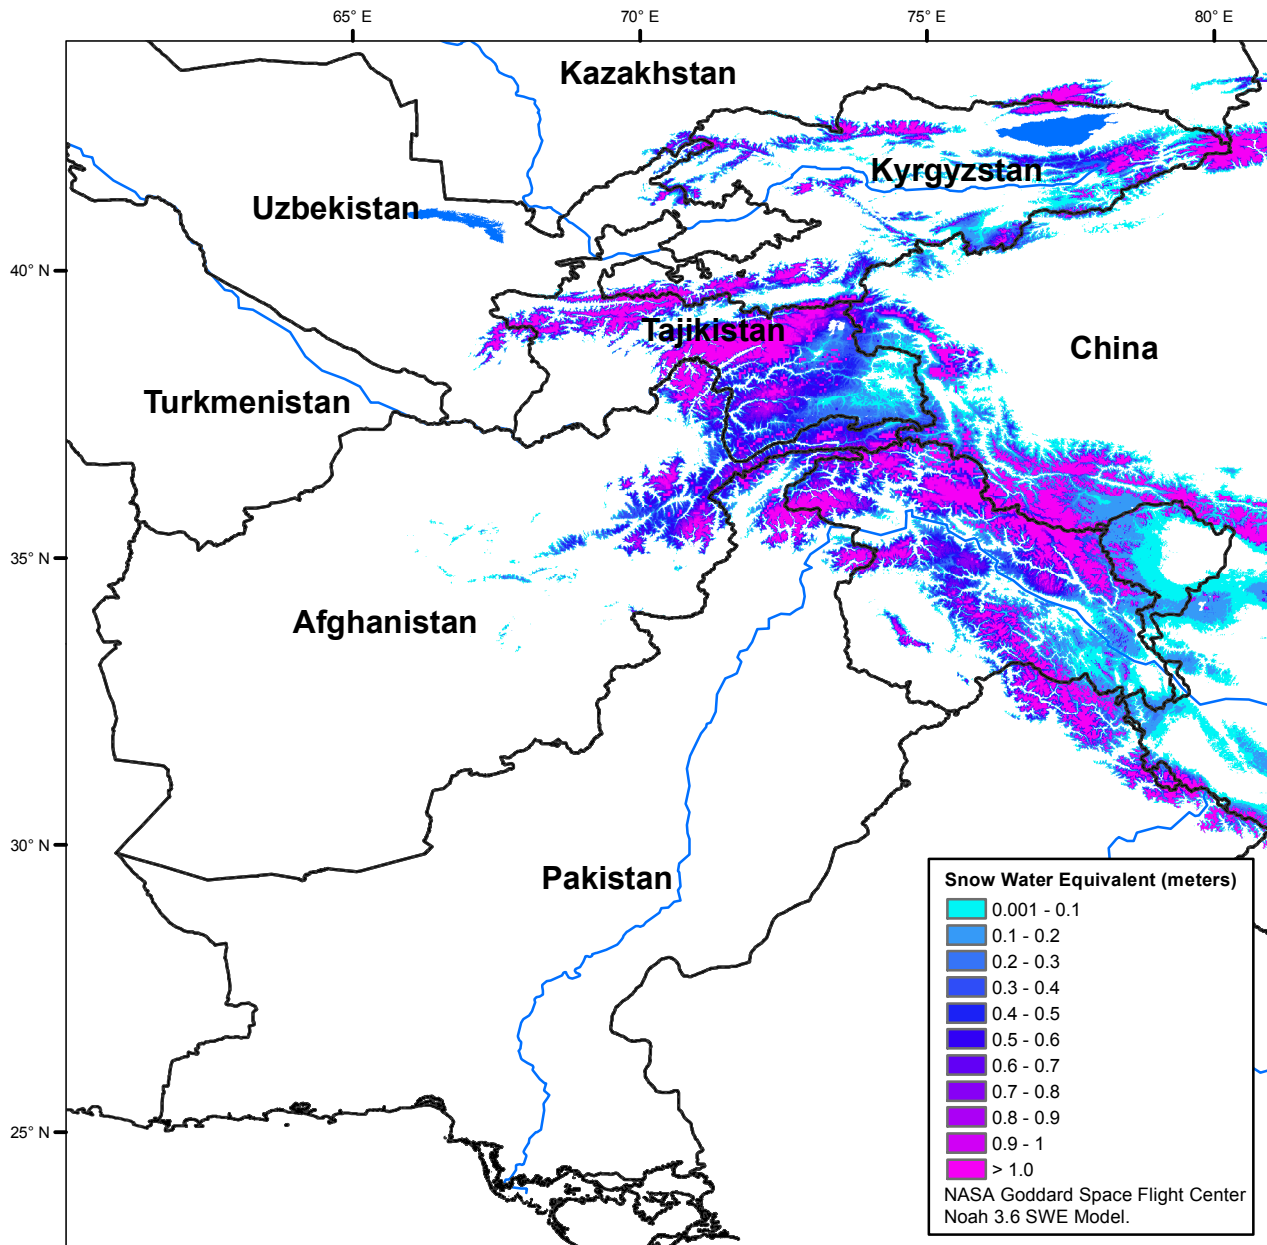 65° E
70° E
75° E
80° E
Kazakhstan
Kyrgyzstan
Uzbekistan
40° N
Tajikistan
China
Turkmenistan
35° N
Afghanistan
30° N
Pakistan
25° N
Snow Water Equivalent (meters)
0.001 - 0.1
0.1 - 0.2
0.2 - 0.3
0.3 - 0.4
0.4 - 0.5
0.5 - 0.6
0.6 - 0.7
0.7 - 0.8
0.8 - 0.9
0.9 - 1
> 1.0
NASA Goddard Space Flight Center
Noah 3.6 SWE Model.